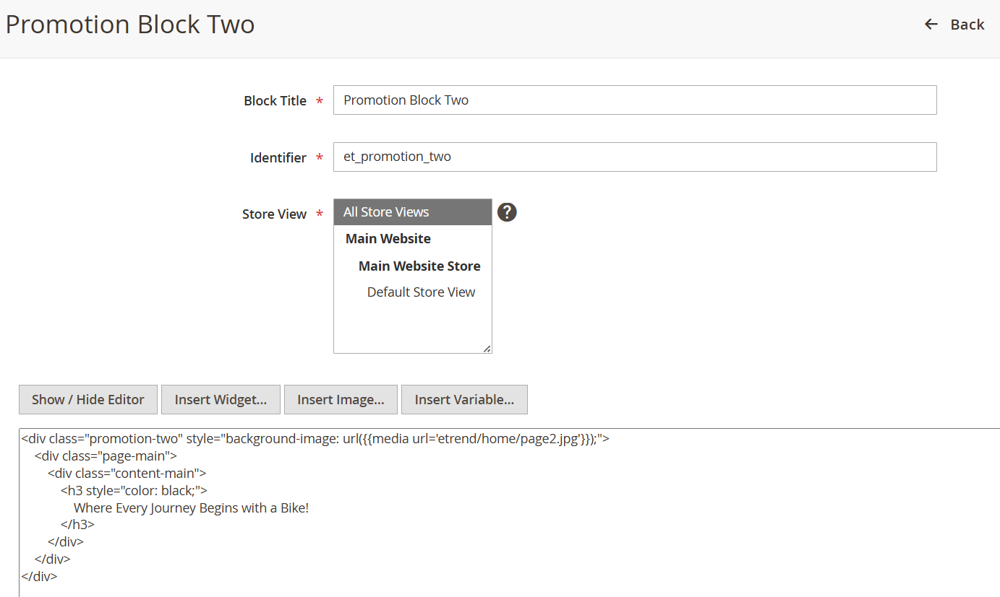 Promotion Block Two
← Back
Block Title *
Promotion Block Two
Identifier *
et_promotion_two
Store View *
All Store Views
?
Main Website
Main Website Store
Default Store View
Show / Hide Editor
Insert Widget...
Insert Image...
Insert Variable...
<div class="promotion-two" style="background-image: url({{media url='etrend/home/page2.jpg'}});">
    <div class="page-main">
        <div class="content-main">
            <h3 style="color: black;">
                Where Every Journey Begins with a Bike!
            </h3>
        </div>
    </div>
</div>